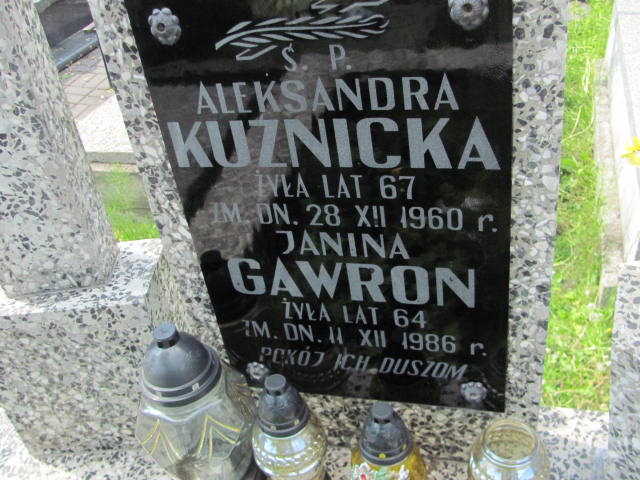 Ś. P.
ALEKSANDRA
KUŹNICKA
ŻYŁA LAT 67
ZM. DN. 28 XII 1960 r.
JANINA
GAWRON
ŻYŁA LAT 64
ZM. DN. 11 XII 1986 r.
POKÓJ ICH DUSZOM